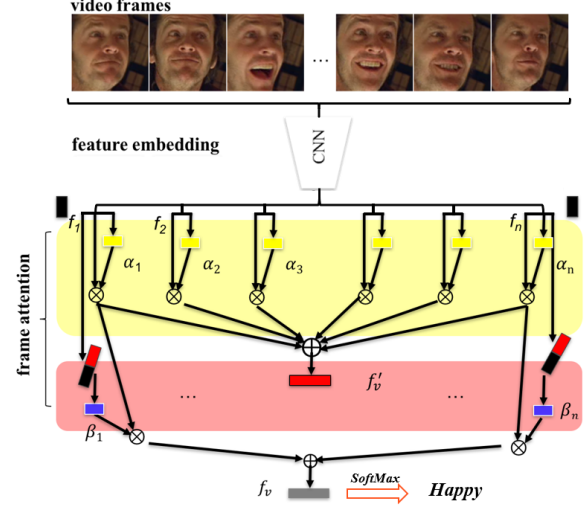 video frames
...
feature embedding
CNN
f₁
f₂
fₙ
α₁
α₂
α₃
αₙ
frame attention
f′ᵥ
...
...
β₁
βₙ
fᵥ
SoftMax
Happy